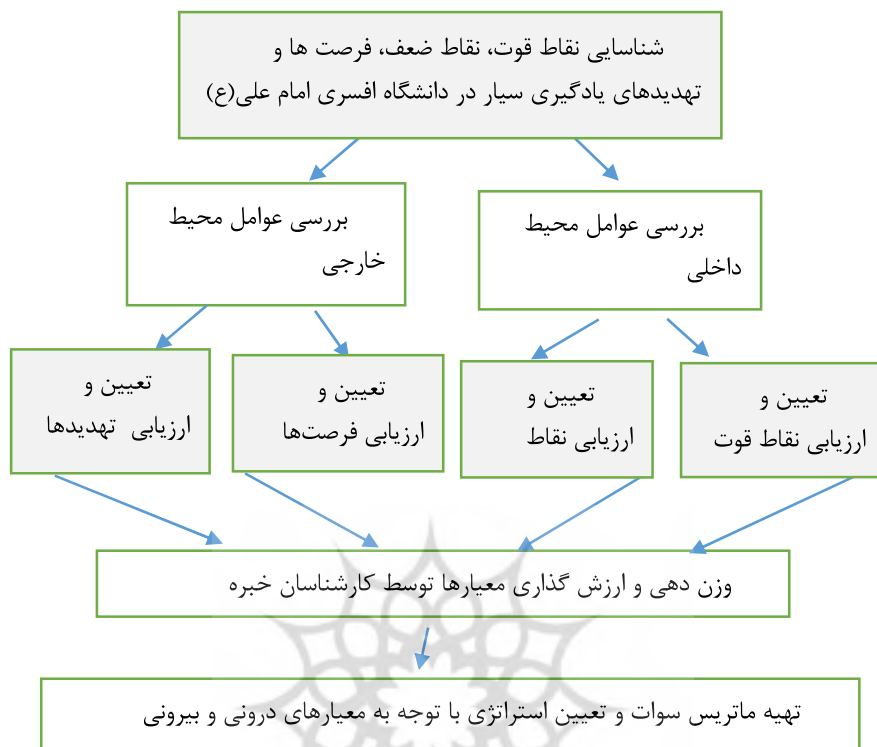 شناسایی نقاط قوت، نقاط ضعف، فرصت ها و
تهدیدهای یادگیری سیار در دانشگاه افسری امام علی(ع)
بررسی عوامل محیط
داخلی
بررسی عوامل محیط
خارجی
تعیین و
ارزیابی نقاط قوت
تعیین و
ارزیابی نقاط
تعیین و
ارزیابی فرصت‌ها
تعیین و
ارزیابی تهدیدها
وزن دهی و ارزش گذاری معیارها توسط کارشناسان خبره
تهیه ماتریس سوات و تعیین استراتژی با توجه به معیارهای درونی و بیرونی